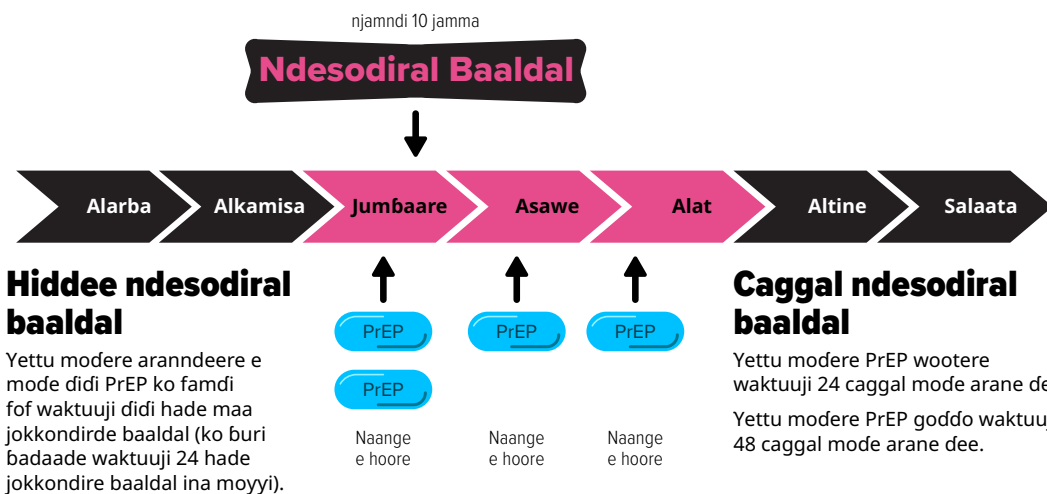 njamndi 10 jamma
Ndesodiral Baaldal
Alarba
Alkamisa
Jumɓaare
Asawe
Alat
Altine
Salaata
Hiddee ndesodiral
baaldal
Yettu moɗere aranndeere e
moɗe ɗiɗi PrEP ko famɗi
fof waktuuji ɗiɗi hade maa
jokkondirde baaldal (ko ɓuri
ɓadaade waktuuji 24 hade
jokkondire baaldal ina moyyi).
PrEP
PrEP
Naange
e hoore
PrEP
Naange
e hoore
PrEP
Naange
e hoore
Caggal ndesodiral
baaldal
Yettu moɗere PrEP wootere
waktuuji 24 caggal moɗe arane
Yettu moɗere PrEP goɗɗo
48 caggal moɗe arane ɗee.